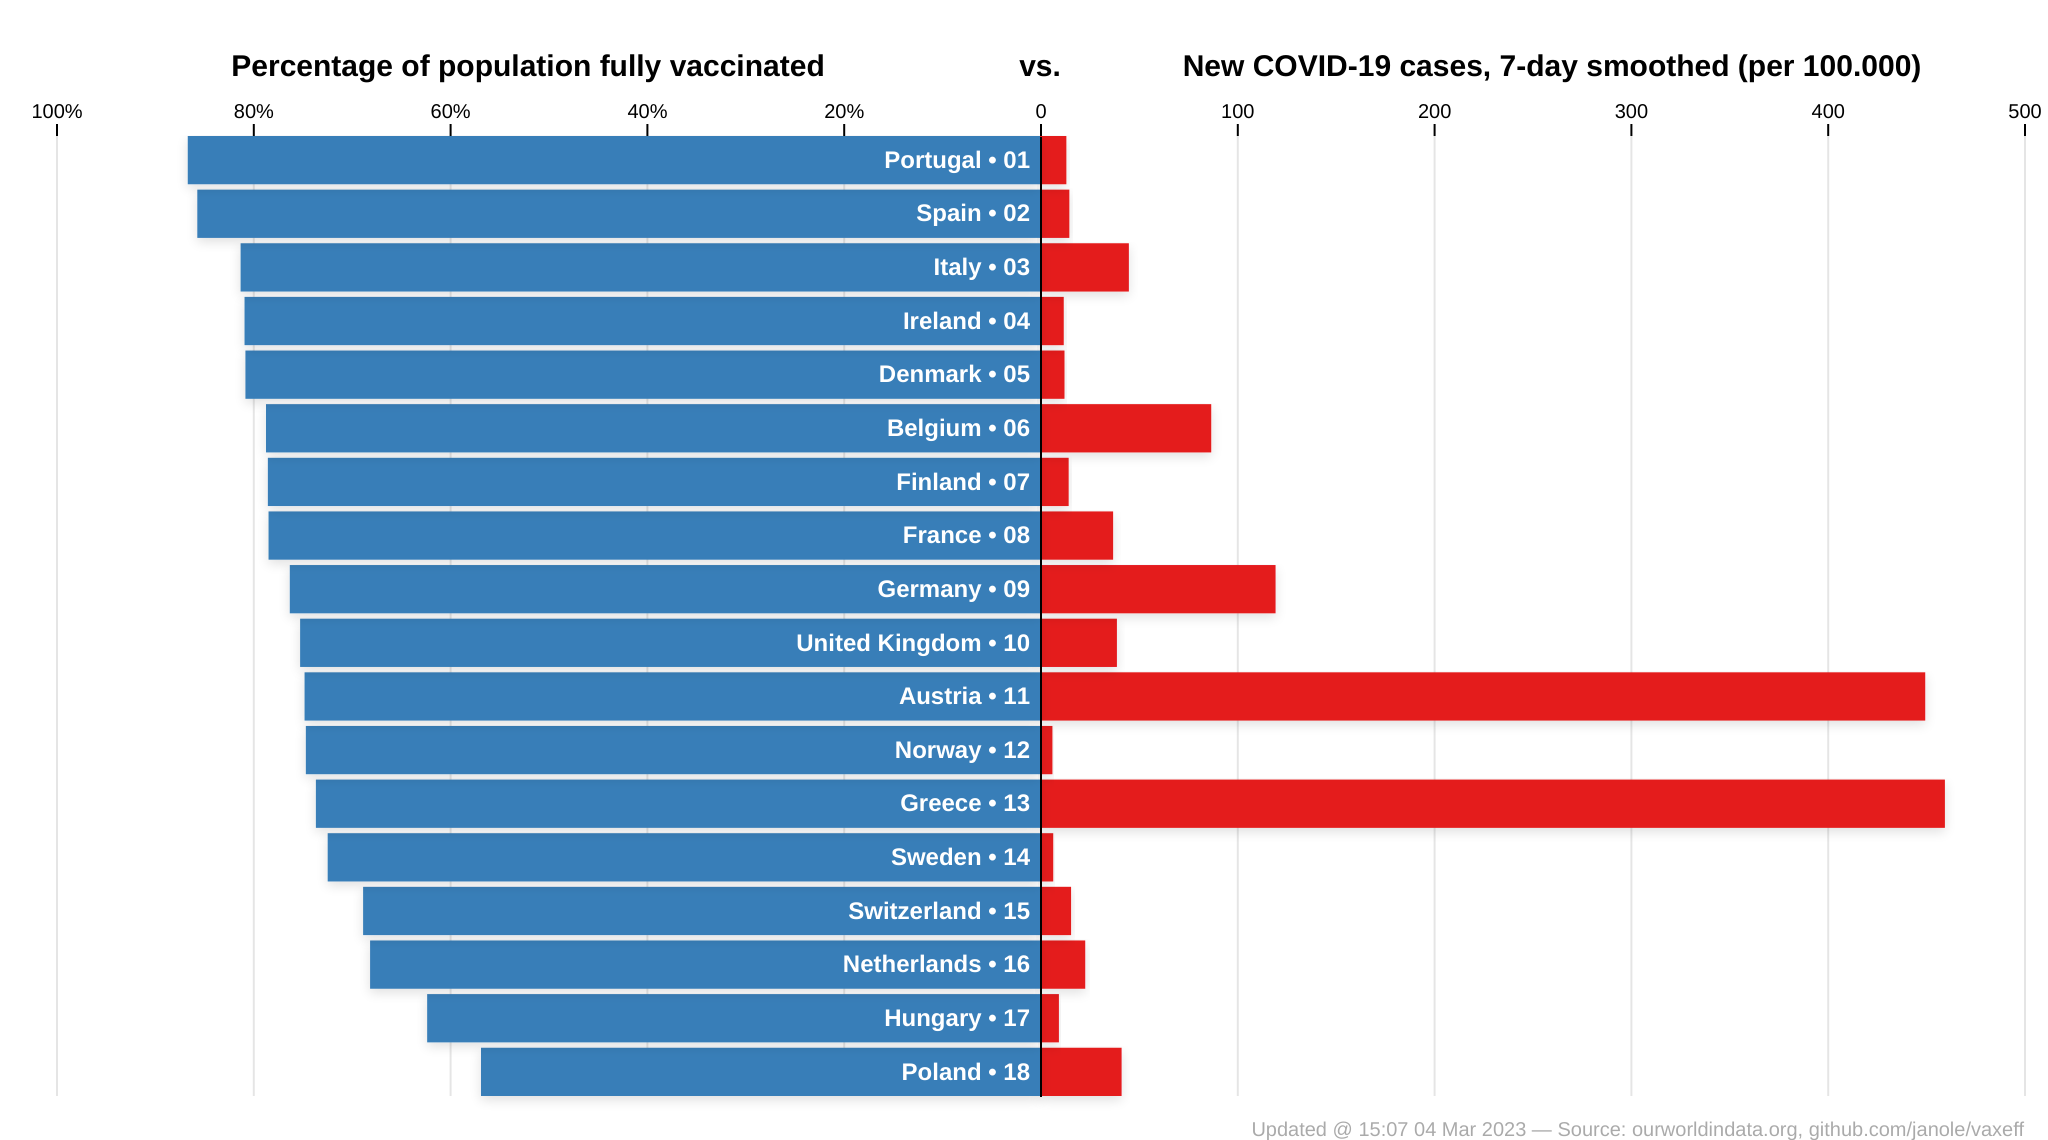 Percentage of population fully vaccinated vs. New COVID-19 cases, 7-day smoothed (per 100.000)
100% 80% 60% 40% 20% 0 100 200 300 400 500
Portugal • 01
Spain • 02
Italy • 03
Ireland • 04
Denmark • 05
Belgium • 06
Finland • 07
France • 08
Germany • 09
United Kingdom • 10
Austria • 11
Norway • 12
Greece • 13
Sweden • 14
Switzerland • 15
Netherlands • 16
Hungary • 17
Poland • 18
Updated @ 15:07 04 Mar 2023 — Source: ourworldindata.org, github.com/janole/vaxeff